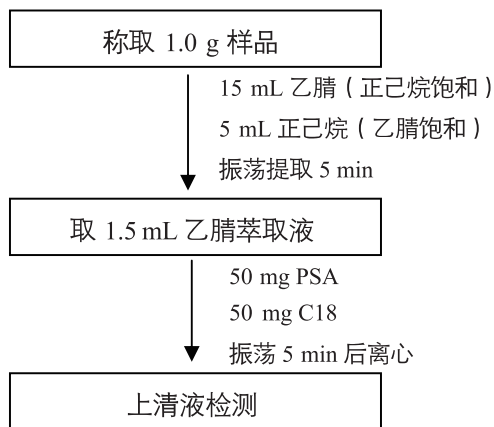 称取 1.0 g 样品
15 mL 乙腈（正己烷饱和）
5 mL 正己烷（乙腈饱和）
振荡提取 5 min
取 1.5 mL 乙腈萃取液
50 mg PSA
50 mg C18
振荡 5 min 后离心
上清液检测